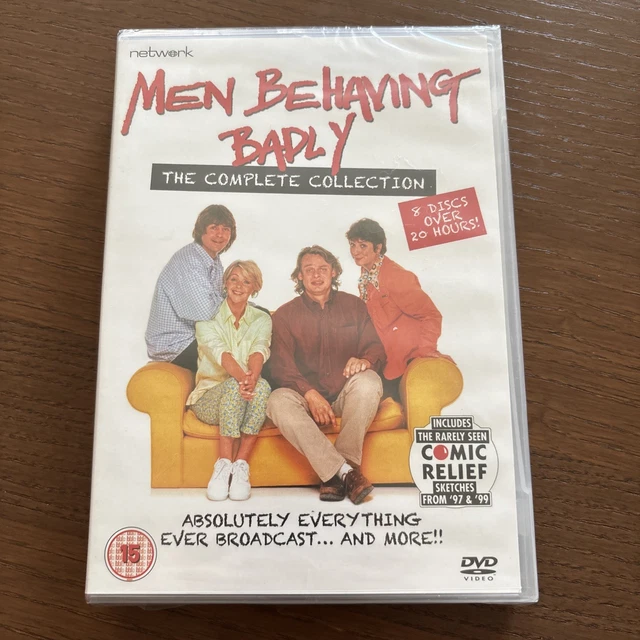 network
MEN BEHAVING
BADLY
THE COMPLETE COLLECTION
8 DISCS
OVER
20 HOURS!
INCLUDES
THE RARELY SEEN
COMIC
RELIEF
SKETCHES
FROM '97 & '99
ABSOLUTELY EVERYTHING
EVER BROADCAST... AND MORE!!
15
DVD
VIDEO